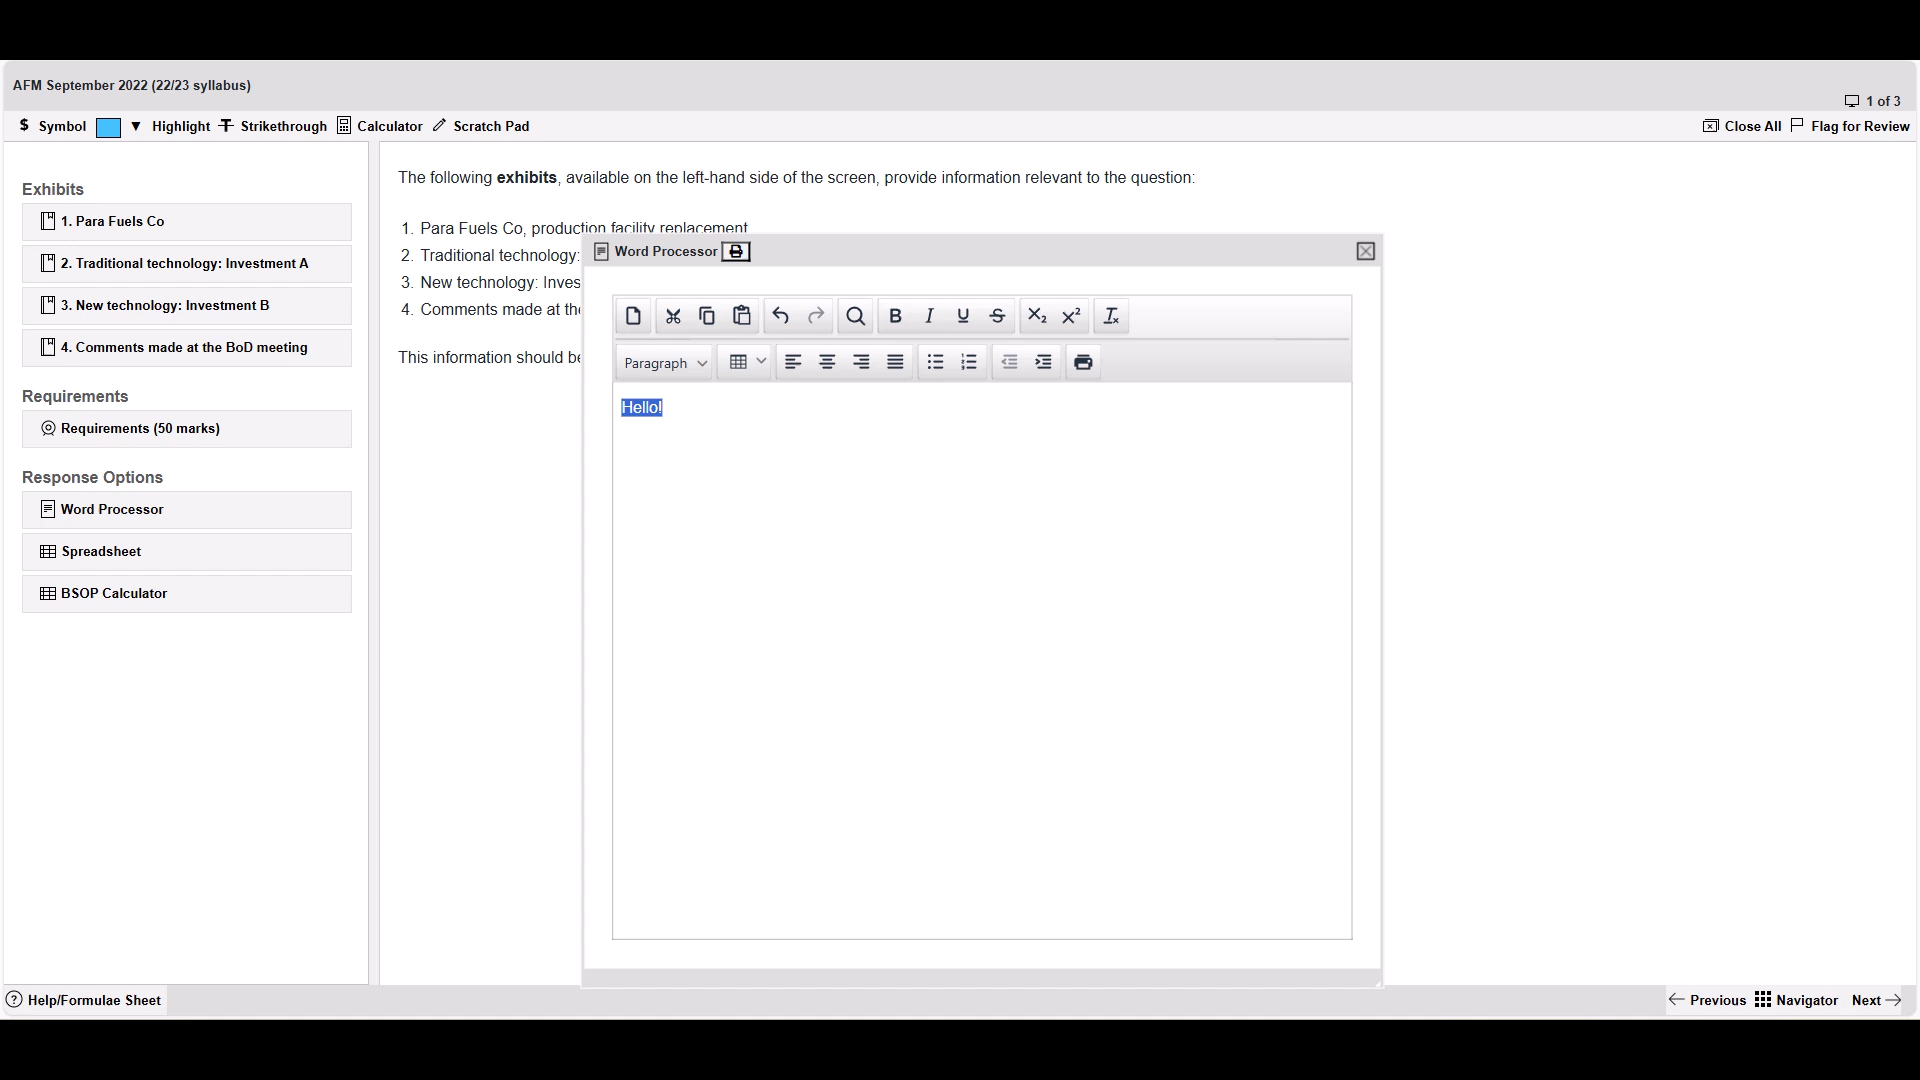 AFM September 2022 (22/23 syllabus)
1 of 3
$ Symbol Highlight Strikethrough Calculator Scratch Pad Close All Flag for Review
Exhibits
1. Para Fuels Co
2. Traditional technology: Investment A
3. New technology: Investment B
4. Comments made at the BoD meeting
Requirements
Requirements (50 marks)
Response Options
Word Processor
Spreadsheet
BSOP Calculator
The following exhibits, available on the left-hand side of the screen, provide information relevant to the question:
1. Para Fuels Co, production facility replacement
2. Traditional technology:
3. New technology:
4. Comments made at
This information should
Word Processor
B I U S X₂ X²
Paragraph
Hello!
Help/Formulae Sheet
Previous Navigator Next